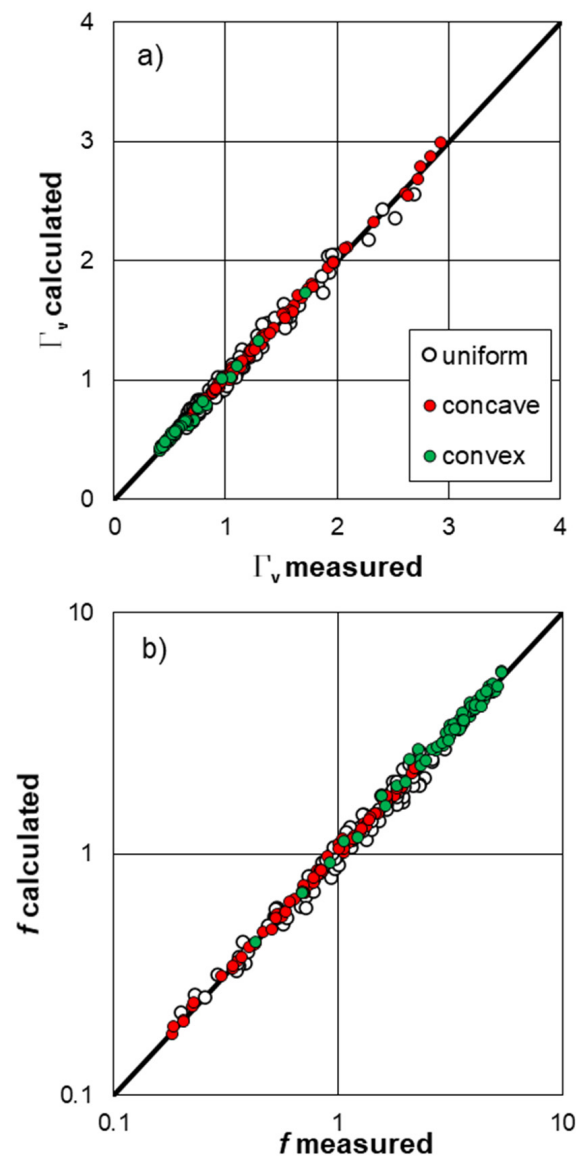 4
a)
3
Γv calculated
2
uniform
1
concave
convex
0
0 1 2 3 4
Γv measured
10
b)
f calculated
1
0.1
0.1 1 10
f measured